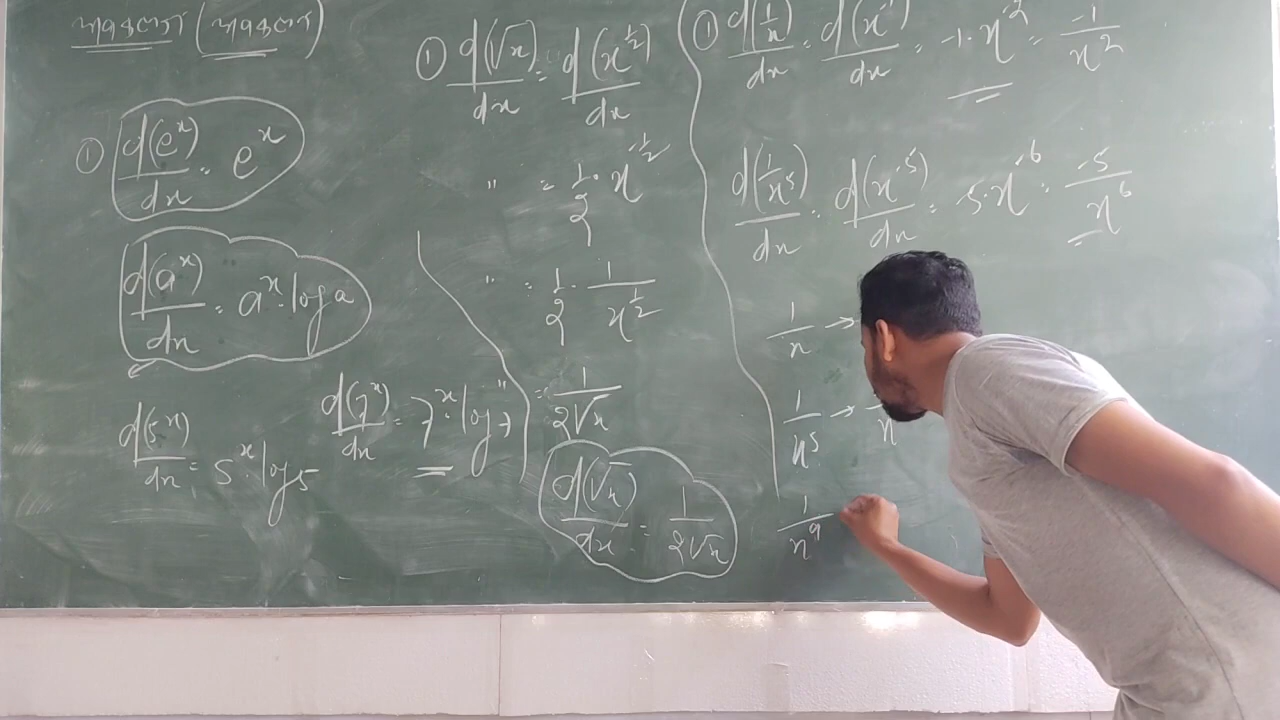 ① d(eˣ)/dx = eˣ
d(aˣ)/dx = aˣ·log a
d(5ˣ)/dx = 5ˣ·log 5
d(7ˣ)/dx = 7ˣ·log 7
① d(√x)/dx = d(x^½)/dx
" = 1/2 · x^-½
" = 1/2 · 1/x^½
" = 1/2√x
d(√x)/dx = 1/2√x
① d(1/x)/dx = d(x⁻¹)/dx = -1·x⁻² = -1/x²
d(1/x⁵)/dx = d(x⁻⁵)/dx = -5·x⁻⁶ = -5/x⁶
1/x →
1/x⁵ →
1/x⁹